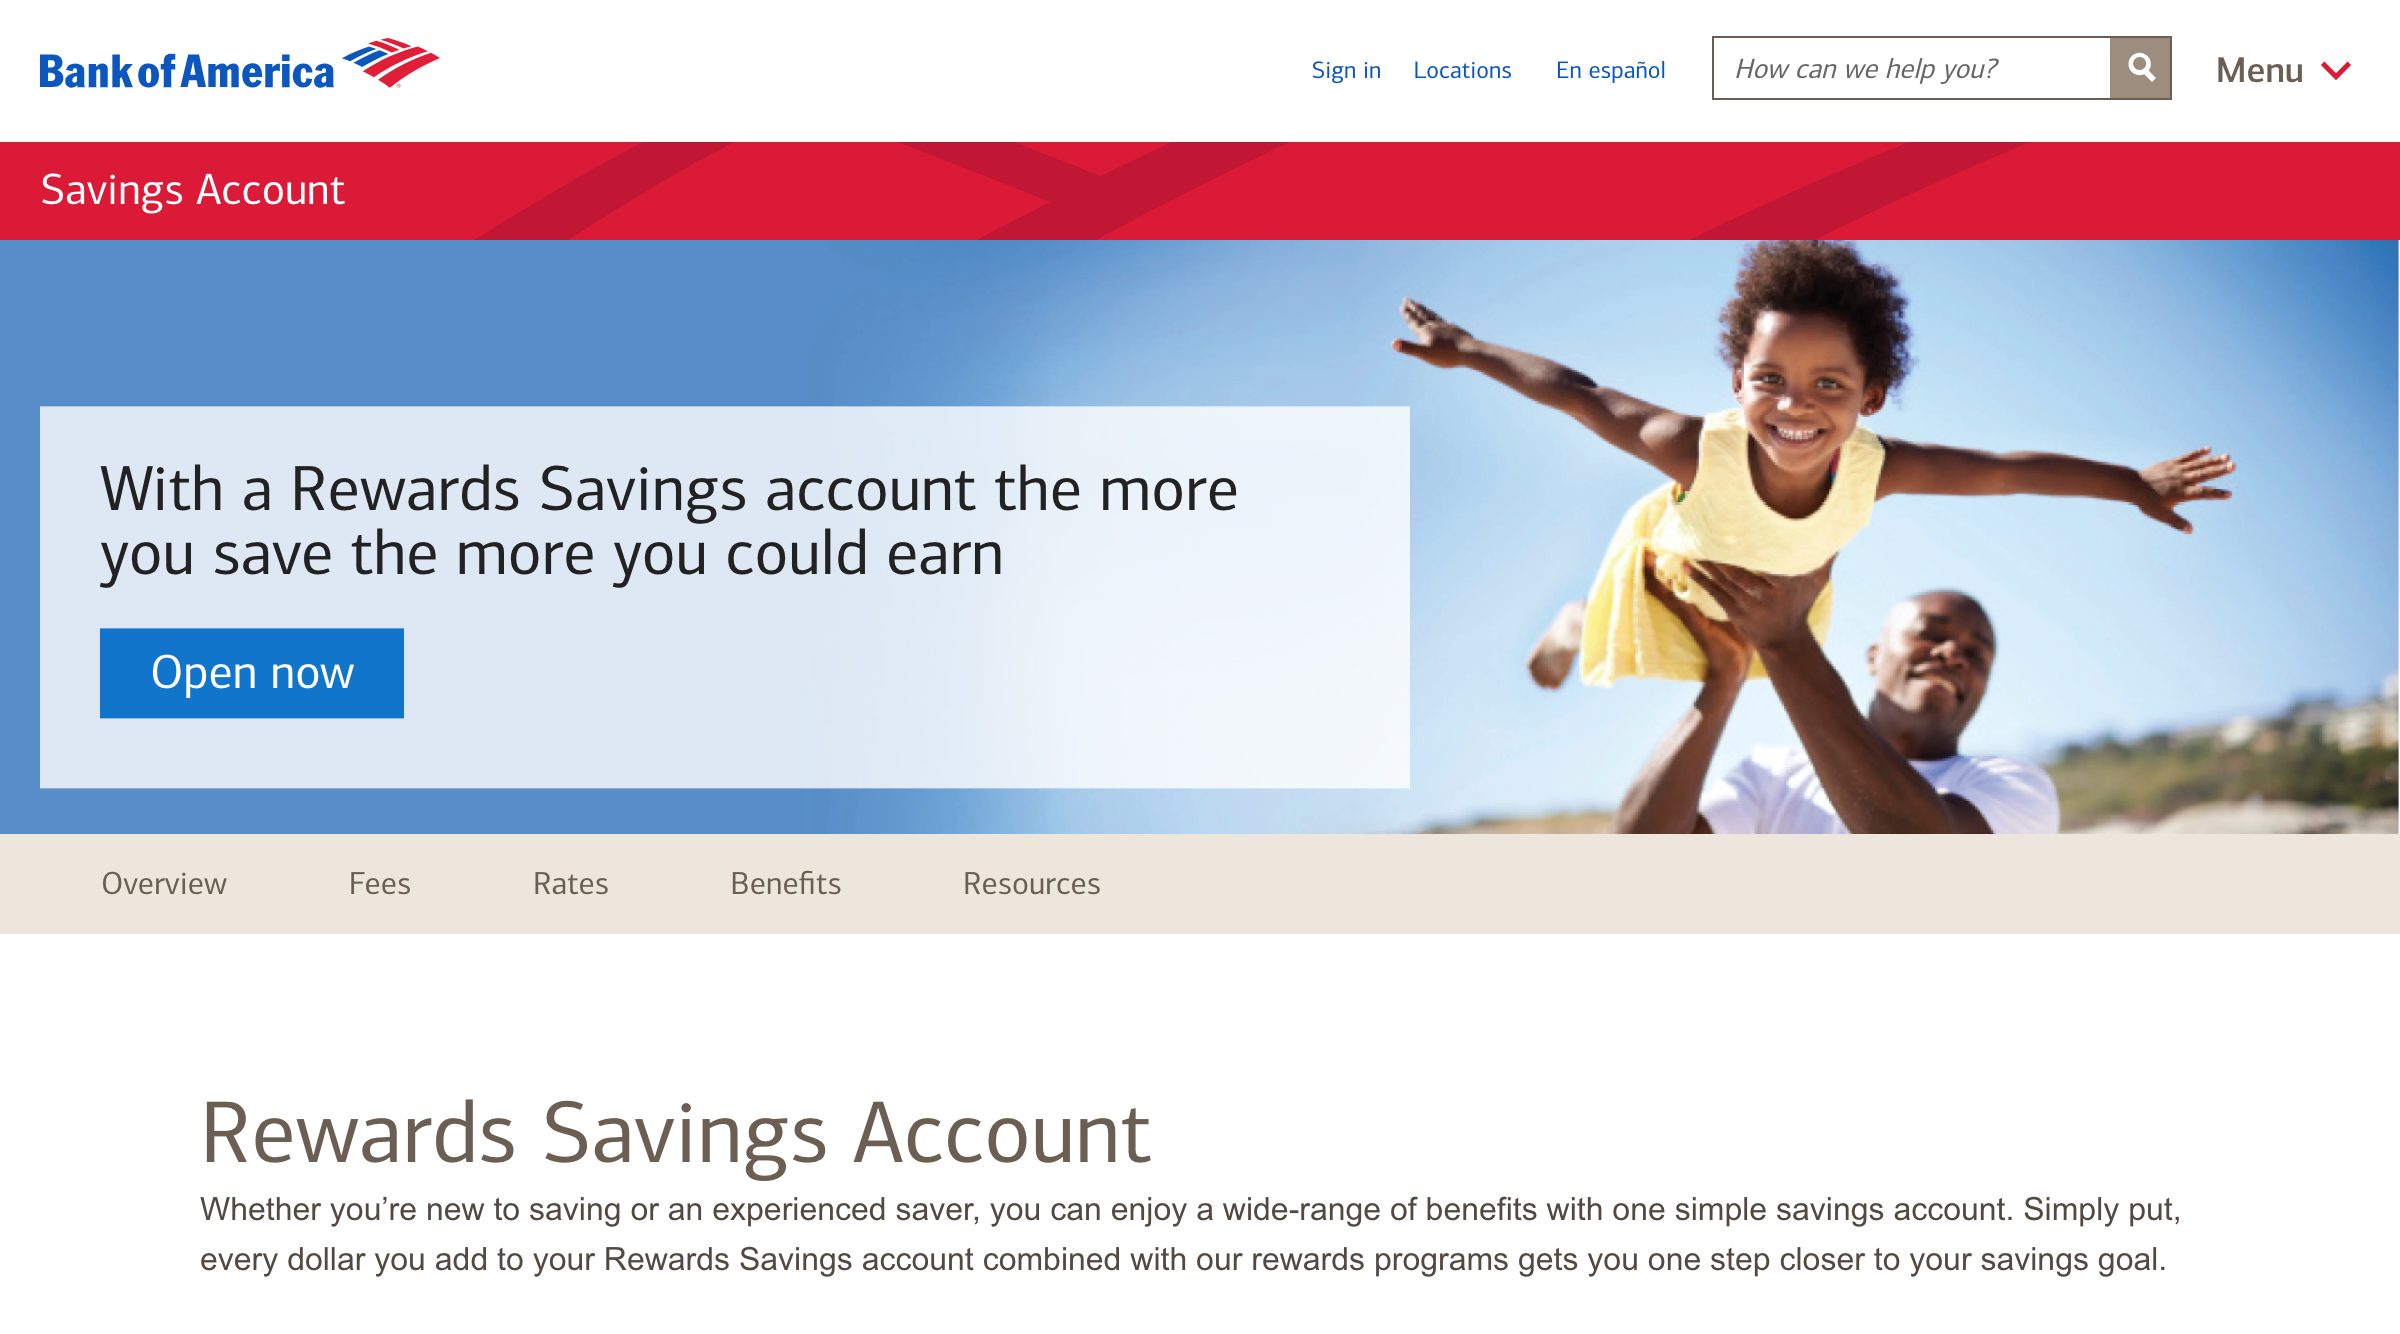 Bank of America
Sign in
Locations
En español
How can we help you?
Menu
Savings Account
With a Rewards Savings account the more
you save the more you could earn
Open now
Overview
Fees
Rates
Benefits
Resources
Rewards Savings Account
Whether you’re new to saving or an experienced saver, you can enjoy a wide-range of benefits with one simple savings account. Simply put,
every dollar you add to your Rewards Savings account combined with our rewards programs gets you one step closer to your savings goal.